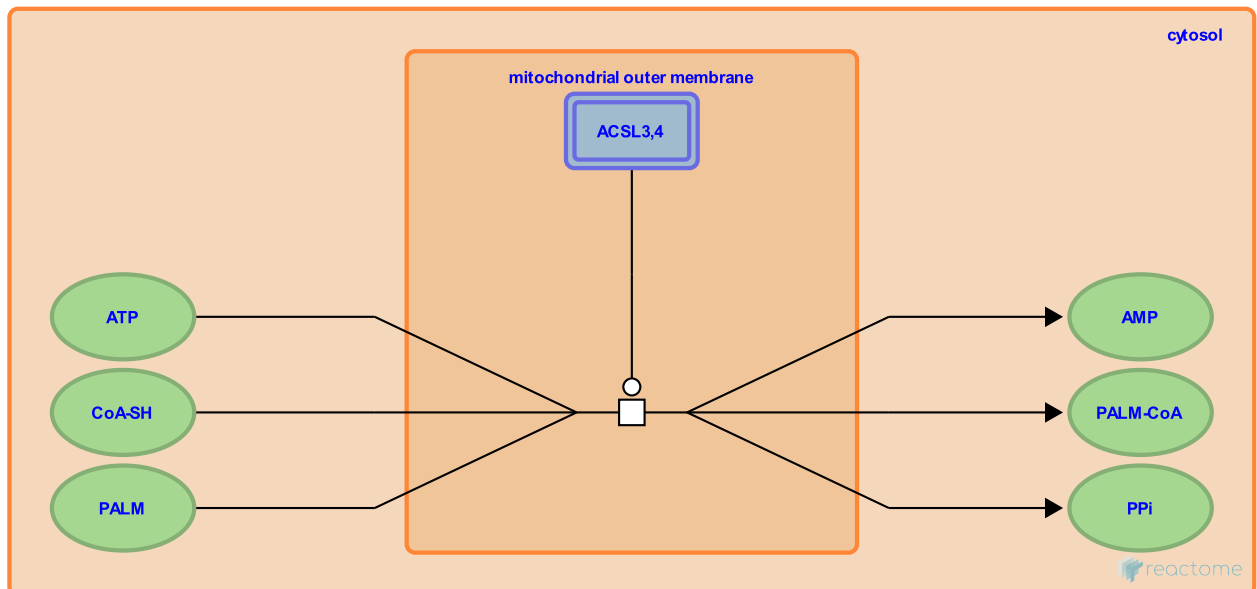 cytosol
mitochondrial outer membrane
ACSL3,4
ATP
AMP
CoA-SH
PALM-CoA
PALM
PPi
reactome